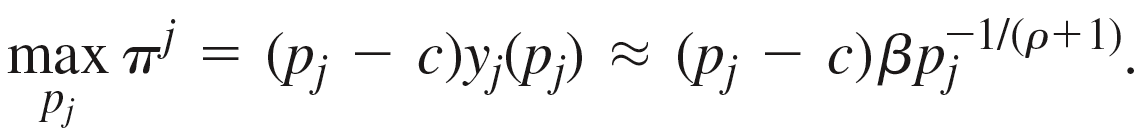 max π^j = (p_j − c)y_j(p_j) ≈ (p_j − c)βp_j^{−1/(ρ+1)}.
p_j